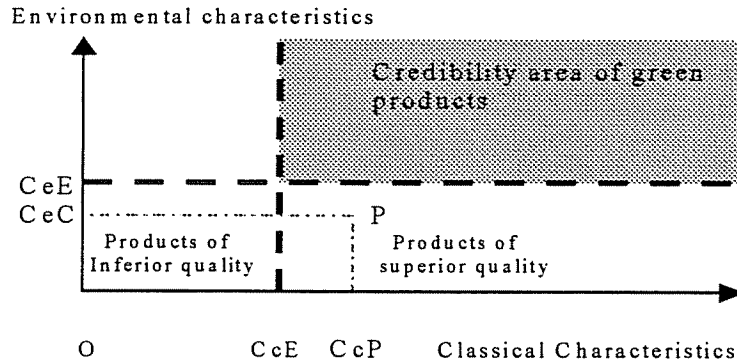 Environmental characteristics
Credibility area of green
products
CeE
CeC
P
Products of
Inferior quality
Products of
superior quality
O
CcE
CcP
Classical Characteristics